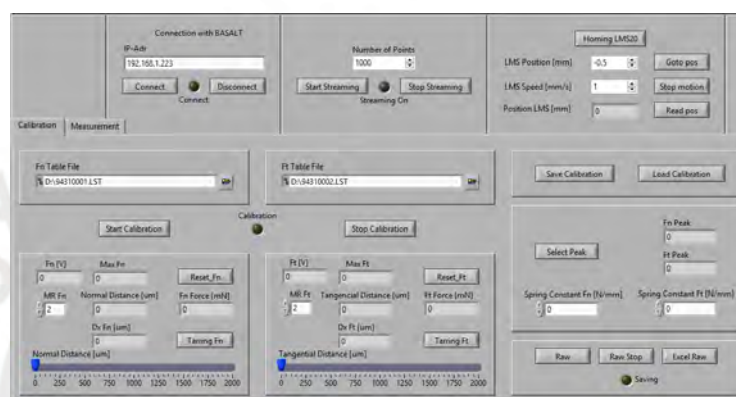 Connection with BASALT
IP-Adr
192.168.1.223
Connect
Disconnect
Connect
Number of Points
1000
Start Streaming
Stop Streaming
Streaming On
Homing LMS20
LMS Position [mm]
-0.5
Goto pos
LMS Speed [mm/s]
1
Stop motion
Position LMS [mm]
0
Read pos
Calibration
Measurement
Fn Table File
D:\94310001.LST
Ft Table File
D:\94310002.LST
Save Calibration
Load Calibration
Start Calibration
Calibration
Stop Calibration
Fn [V]
0
Max Fn
0
Reset_Fn
MR Fn
2
Normal Distance [um]
0
Fn Force [mN]
0
Dx Fn [um]
0
Tarring Fn
Normal Distance [um]
0 250 500 750 1000 1250 1500 1750 2000
Ft [V]
0
Max Ft
0
Reset_Ft
MR Ft
2
Tangencial Distance [um]
0
Ft Force [mN]
0
Dx Ft [um]
0
Tarring Ft
Tangential Distance [um]
0 250 500 750 1000 1250 1500 1750 2000
Select Peak
Fn Peak
0
Ft Peak
0
Spring Constant Fn [N/mm]
0
Spring Constant Ft [N/mm]
0
Raw
Raw Stop
Excel Raw
Saving